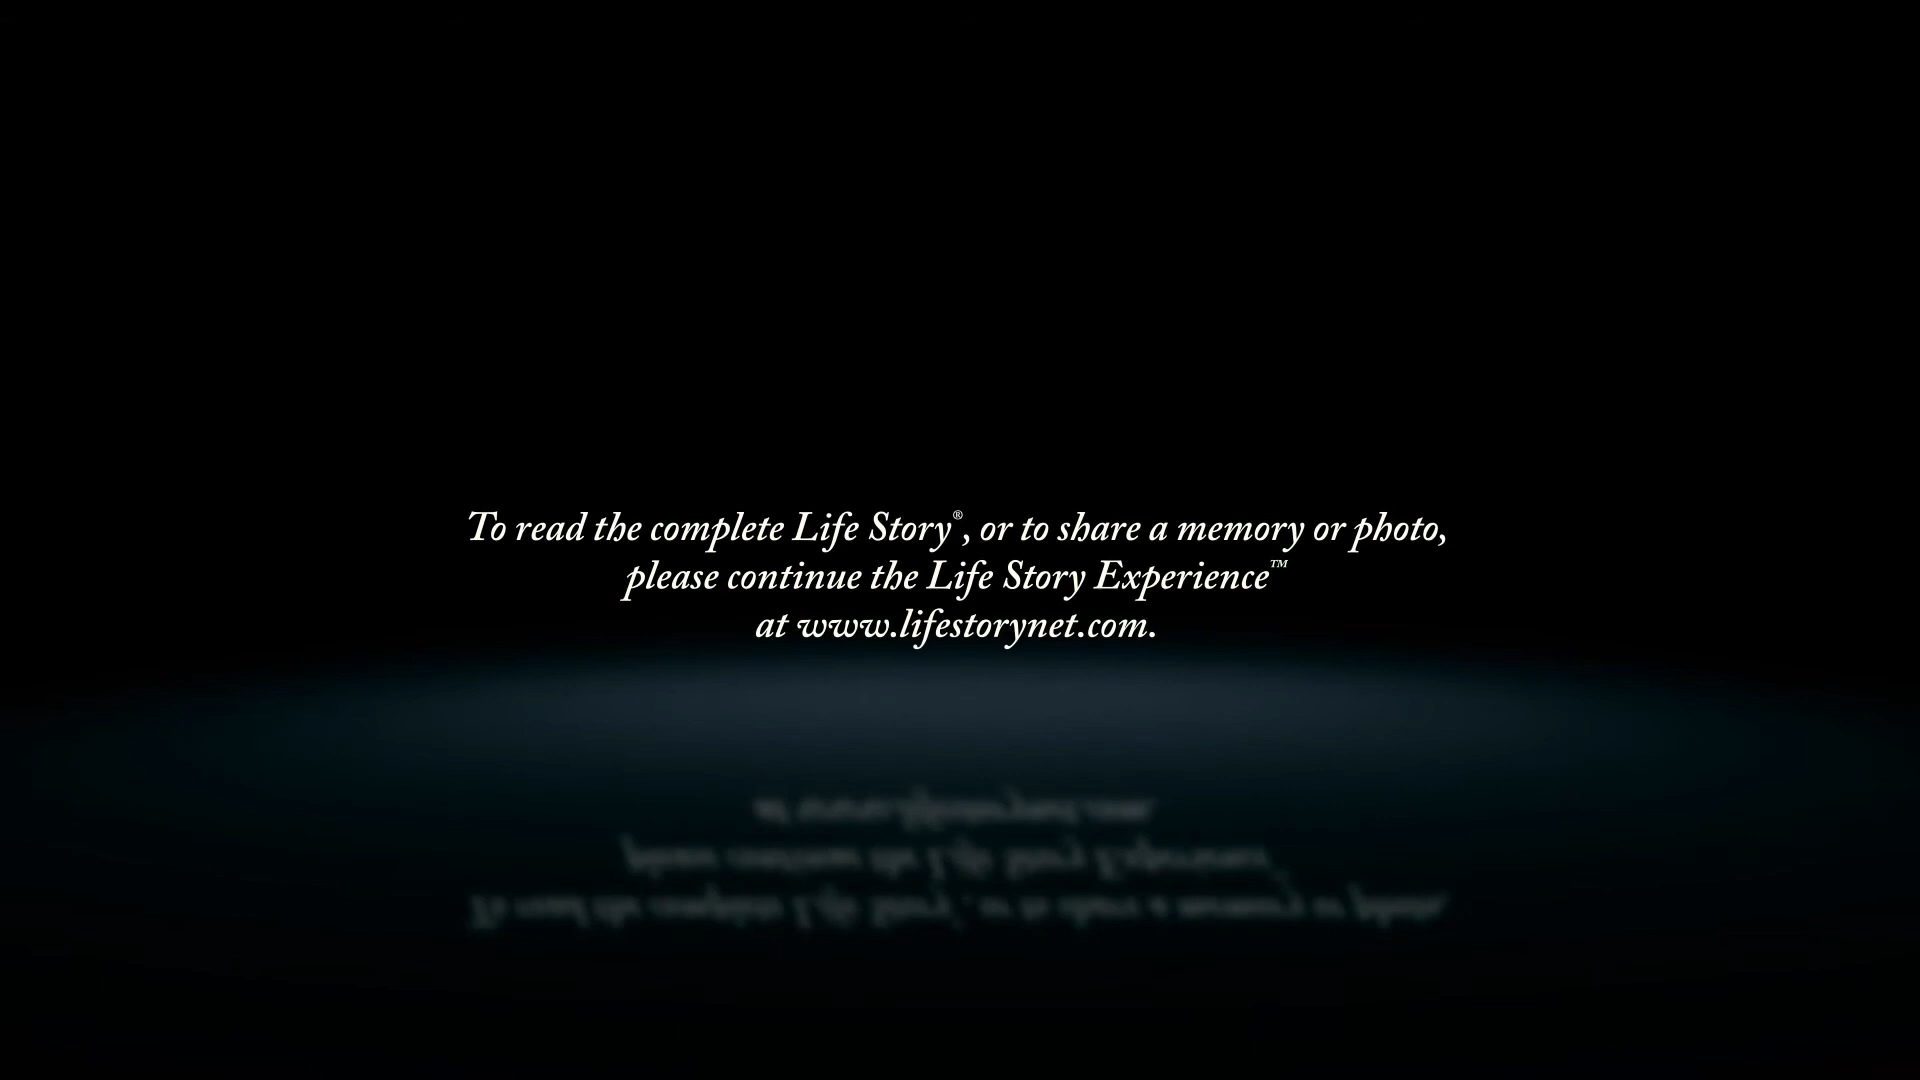 To read the complete Life Story®, or to share a memory or photo,
please continue the Life Story Experience™
at www.lifestorynet.com.